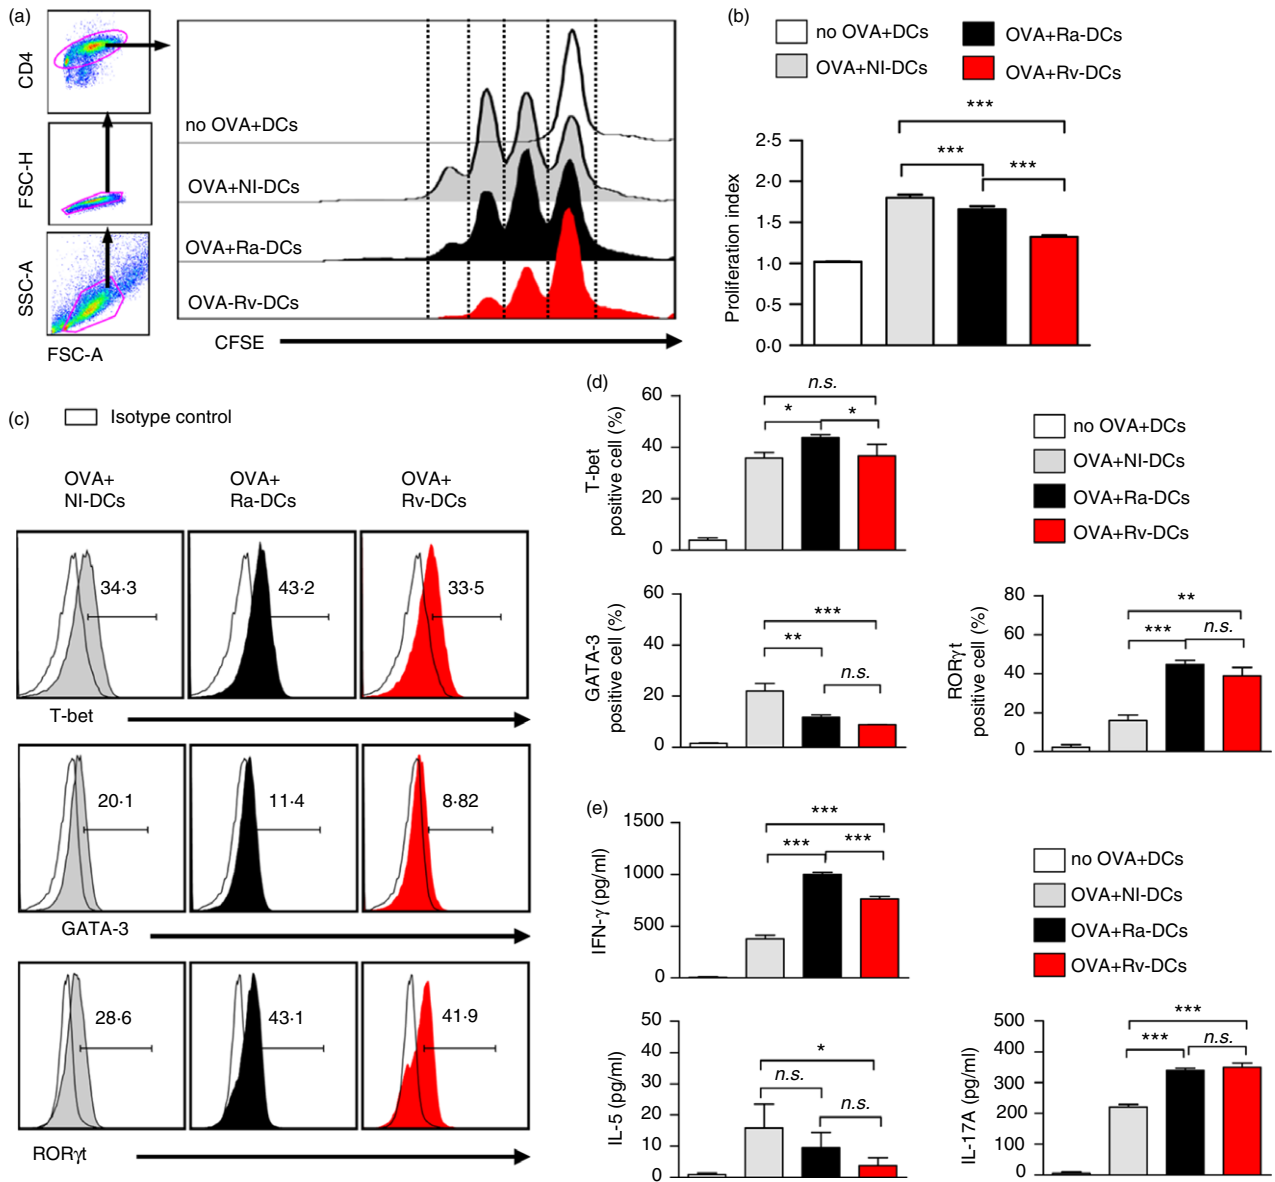 (a)
CD4
FSC-H
SSC-A
FSC-A
no OVA+DCs
OVA+NI-DCs
OVA+Ra-DCs
OVA-Rv-DCs
CFSE
(b)
no OVA+DCs
OVA+Ra-DCs
OVA+NI-DCs
OVA+Rv-DCs
***
***
***
Proliferation index
2·5
2·0
1·5
1·0
0·5
0·0
(c)
Isotype control
OVA+
NI-DCs
OVA+
Ra-DCs
OVA+
Rv-DCs
34·3
43·2
33·5
T-bet
20·1
11·4
8·82
GATA-3
28·6
43·1
41·9
RORγt
(d)
T-bet
positive cell (%)
60
40
20
0
n.s.
*
*
no OVA+DCs
OVA+NI-DCs
OVA+Ra-DCs
OVA+Rv-DCs
GATA-3
positive cell (%)
60
40
20
0
***
**
n.s.
RORγt
positive cell (%)
80
60
40
20
0
**
***
n.s.
(e)
IFN-γ (pg/ml)
1500
1000
500
0
***
***
***
no OVA+DCs
OVA+NI-DCs
OVA+Ra-DCs
OVA+Rv-DCs
IL-5 (pg/ml)
50
40
30
20
10
0
*
n.s.
n.s.
IL-17A (pg/ml)
500
400
300
200
100
0
***
***
n.s.